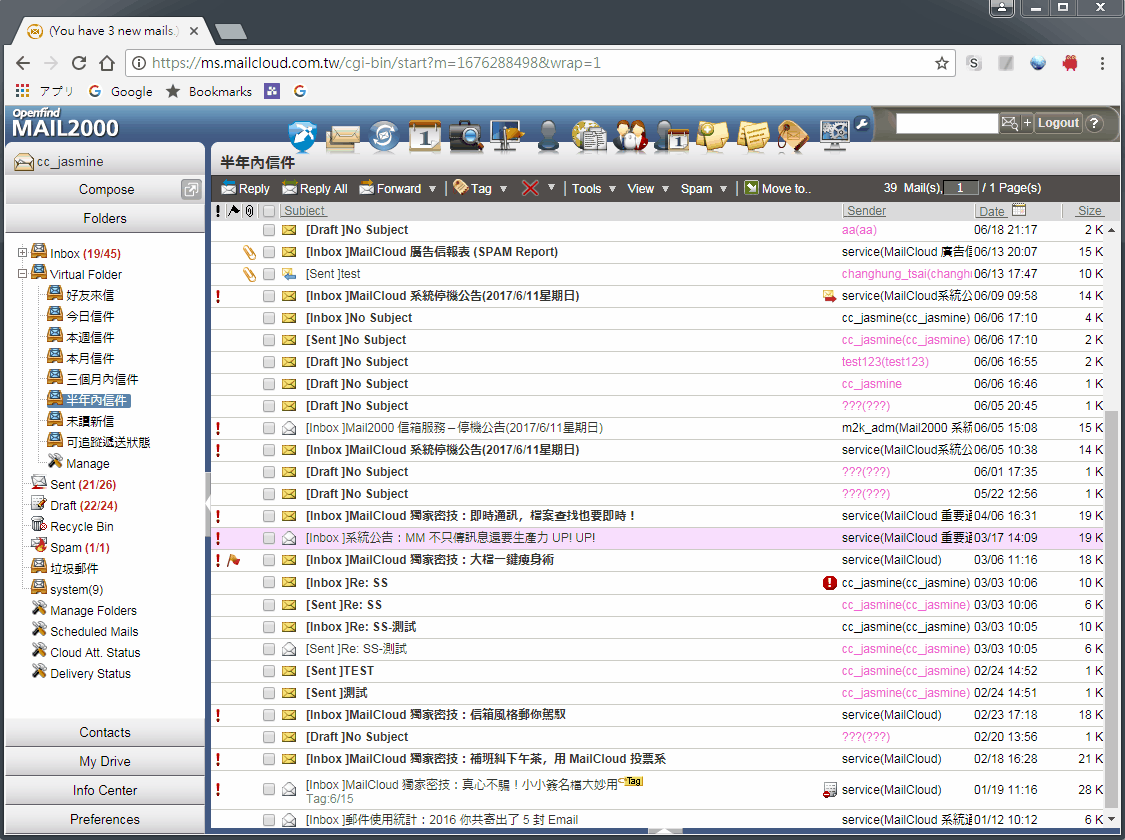 (You have 3 new mails.)
https://ms.mailcloud.com.tw/cgi-bin/start?m=1676288498&wrap=1
アプリ Google Bookmarks
Openfind
MAIL2000
Logout
cc_jasmine
Compose
Folders
Inbox (19/45)
Virtual Folder
好友來信
今日信件
本週信件
本月信件
三個月內信件
半年內信件
未讀新信
可追蹤遞送狀態
Manage
Sent (21/26)
Draft (22/24)
Recycle Bin
Spam (1/1)
垃圾郵件
system(9)
Manage Folders
Scheduled Mails
Cloud Att. Status
Delivery Status
Contacts
My Drive
Info Center
Preferences
半年內信件
Reply Reply All Forward Tag Tools View Spam Move to.. 39 Mail(s), 1 / 1 Page(s)
Subject Sender Date Size
[Draft ]No Subject aa(aa) 06/18 21:17 2 K
[Inbox ]MailCloud 廣告信報表 (SPAM Report) service(MailCloud 廣告信 06/13 20:07 15 K
[Sent ]test changhung_tsai(changhu 06/13 17:47 10 K
[Inbox ]MailCloud 系統停機公告(2017/6/11星期日) service(MailCloud系統公 06/09 09:58 14 K
[Inbox ]No Subject cc_jasmine(cc_jasmine) 06/06 17:10 4 K
[Sent ]No Subject cc_jasmine(cc_jasmine) 06/06 17:10 2 K
[Draft ]No Subject test123(test123) 06/06 16:55 2 K
[Draft ]No Subject cc_jasmine 06/06 16:46 1 K
[Draft ]No Subject ???(???) 06/05 20:45 1 K
[Inbox ]Mail2000 信箱服務 – 停機公告(2017/6/11星期日) m2k_adm(Mail2000 系統 06/05 15:08 15 K
[Inbox ]MailCloud 系統停機公告(2017/6/11星期日) service(MailCloud系統公 06/05 10:38 14 K
[Draft ]No Subject ???(???) 06/01 17:35 1 K
[Draft ]No Subject ???(???) 05/22 12:56 1 K
[Inbox ]MailCloud 獨家密技：即時通訊，檔案查找也要即時！ service(MailCloud 重要通 04/06 16:31 19 K
[Inbox ]系統公告：MM 不只傳訊息還要生產力 UP! UP! service(MailCloud 重要通 03/17 14:09 19 K
[Inbox ]MailCloud 獨家密技：大檔一鍵瘦身術 service(MailCloud) 03/06 11:16 18 K
[Inbox ]Re: SS cc_jasmine(cc_jasmine) 03/03 10:06 10 K
[Sent ]Re: SS cc_jasmine(cc_jasmine) 03/03 10:06 6 K
[Inbox ]Re: SS-測試 cc_jasmine(cc_jasmine) 03/03 10:05 10 K
[Sent ]Re: SS-測試 cc_jasmine(cc_jasmine) 03/03 10:05 6 K
[Sent ]TEST cc_jasmine(cc_jasmine) 02/24 14:52 1 K
[Sent ]測試 cc_jasmine(cc_jasmine) 02/24 14:51 1 K
[Inbox ]MailCloud 獨家密技：信箱風格郵你駕馭 service(MailCloud) 02/23 17:18 18 K
[Draft ]No Subject ???(???) 02/20 13:56 1 K
[Inbox ]MailCloud 獨家密技：補班糾下午茶，用 MailCloud 投票系 service(MailCloud) 02/18 16:28 21 K
[Inbox ]MailCloud 獨家密技：真心不騙！小小簽名檔大妙用 Tag service(MailCloud) 01/19 11:16 28 K
Tag:6/15
[Inbox ]郵件使用統計：2016 你共寄出了 5 封 Email service(MailCloud 系統通 01/12 10:12 6 K